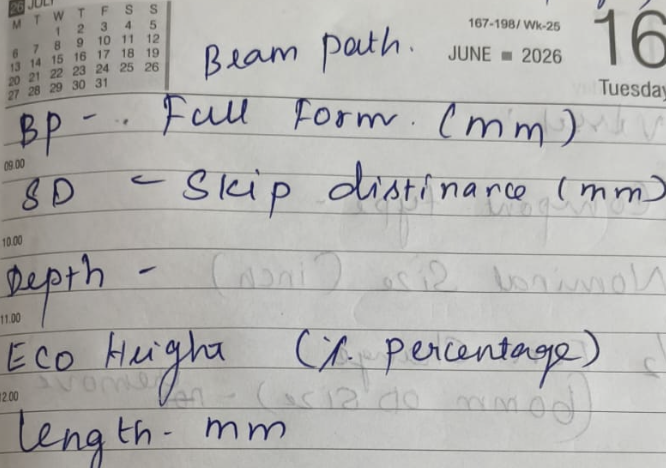 26 JULY
M T W T F S S
1 2 3 4 5
6 7 8 9 10 11 12
13 14 15 16 17 18 19
20 21 22 23 24 25 26
27 28 29 30 31
Beam path.
167-198/ Wk-25
JUNE ■ 2026
16
Tuesday
BP - . Full Form. (mm)
09.00
SD - Skip distinance (mm)
10.00
Depth -
11.00
ECO Height (% percentage)
12.00
length - mm